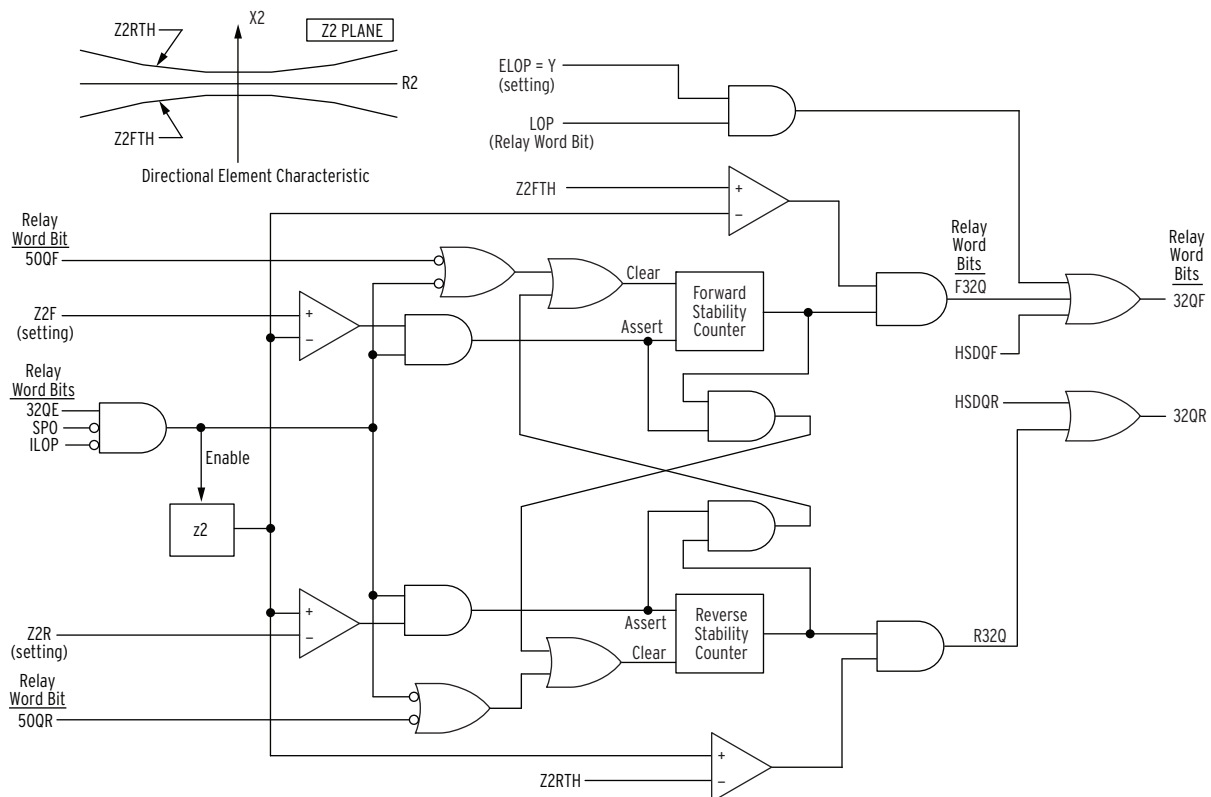 X2
Z2RTH
Z2 PLANE
R2
Z2FTH
Directional Element Characteristic
ELOP = Y
(setting)
LOP
(Relay Word Bit)
Z2FTH
+
−
Relay
Word Bit
50QF
Clear
Forward
Stability
Counter
Assert
Relay
Word
Bits
F32Q
Relay
Word
Bits
32QF
HSDQF
Z2F
(setting)
+
−
Relay
Word Bits
32QE
SPO
ILOP
Enable
z2
HSDQR
32QR
Z2R
(setting)
+
−
Assert
Reverse
Stability
Counter
Clear
R32Q
Relay
Word Bit
50QR
+
−
Z2RTH